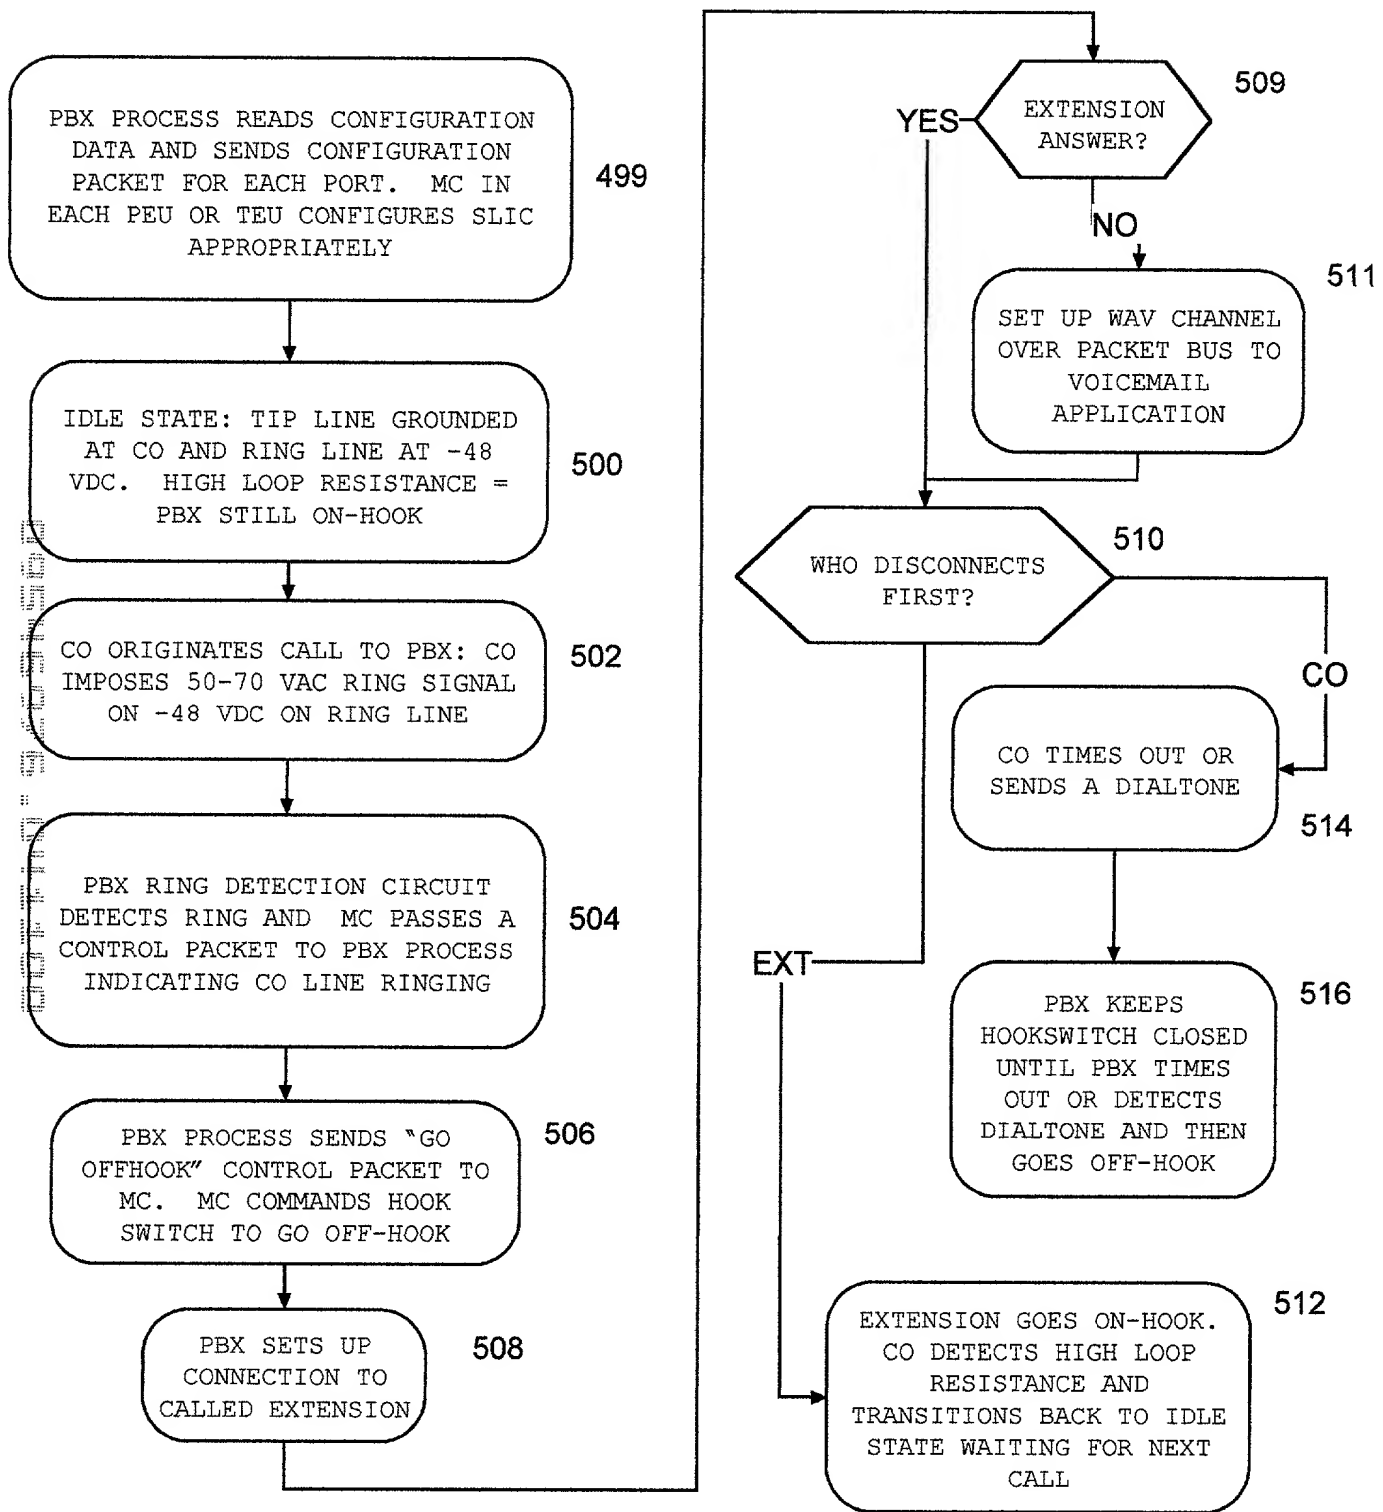 PBX PROCESS READS CONFIGURATION
DATA AND SENDS CONFIGURATION
PACKET FOR EACH PORT. MC IN
EACH PEU OR TEU CONFIGURES SLIC
APPROPRIATELY
499
IDLE STATE: TIP LINE GROUNDED
AT CO AND RING LINE AT -48
VDC. HIGH LOOP RESISTANCE =
PBX STILL ON-HOOK
500
CO ORIGINATES CALL TO PBX: CO
IMPOSES 50-70 VAC RING SIGNAL
ON -48 VDC ON RING LINE
502
PBX RING DETECTION CIRCUIT
DETECTS RING AND MC PASSES A
CONTROL PACKET TO PBX PROCESS
INDICATING CO LINE RINGING
504
PBX PROCESS SENDS "GO
OFFHOOK" CONTROL PACKET TO
MC. MC COMMANDS HOOK
SWITCH TO GO OFF-HOOK
506
PBX SETS UP
CONNECTION TO
CALLED EXTENSION
508
EXTENSION
ANSWER?
509
YES
NO
SET UP WAV CHANNEL
OVER PACKET BUS TO
VOICEMAIL
APPLICATION
511
WHO DISCONNECTS
FIRST?
510
CO
CO TIMES OUT OR
SENDS A DIALTONE
514
EXT
PBX KEEPS
HOOKSWITCH CLOSED
UNTIL PBX TIMES
OUT OR DETECTS
DIALTONE AND THEN
GOES OFF-HOOK
516
EXTENSION GOES ON-HOOK.
CO DETECTS HIGH LOOP
RESISTANCE AND
TRANSITIONS BACK TO IDLE
STATE WAITING FOR NEXT
CALL
512